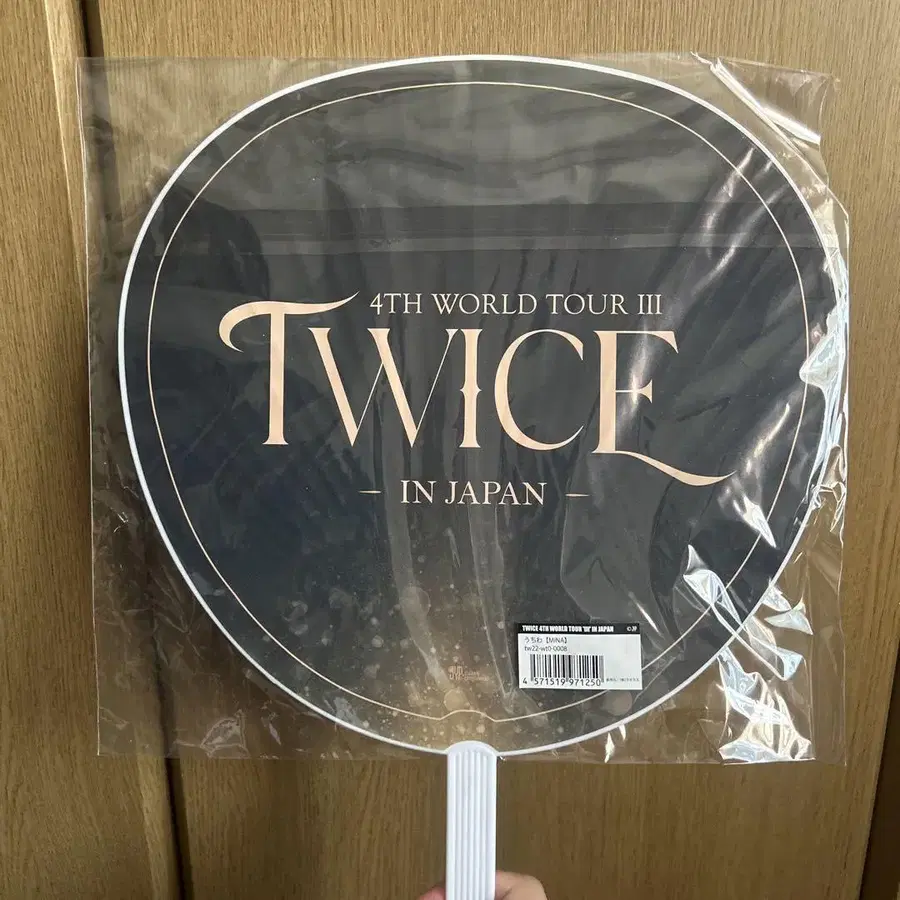 4TH WORLD TOUR III
TWICE
IN JAPAN
TWICE 4TH WORLD TOUR 'III' IN JAPAN
うちわ【MINA】
tw22-wt0-0008
4 571519 971250